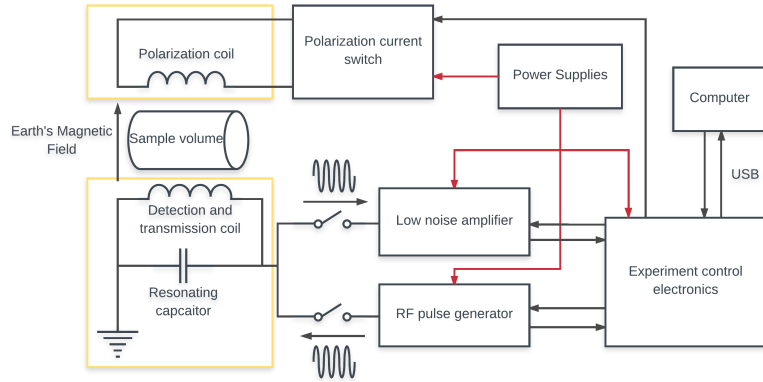 Polarization coil
Polarization current
switch
Power Supplies
Computer
Earth's Magnetic
Field
Sample volume
USB
Detection and
transmission coil
Low noise amplifier
Experiment control
electronics
Resonating
capcaitor
RF pulse generator